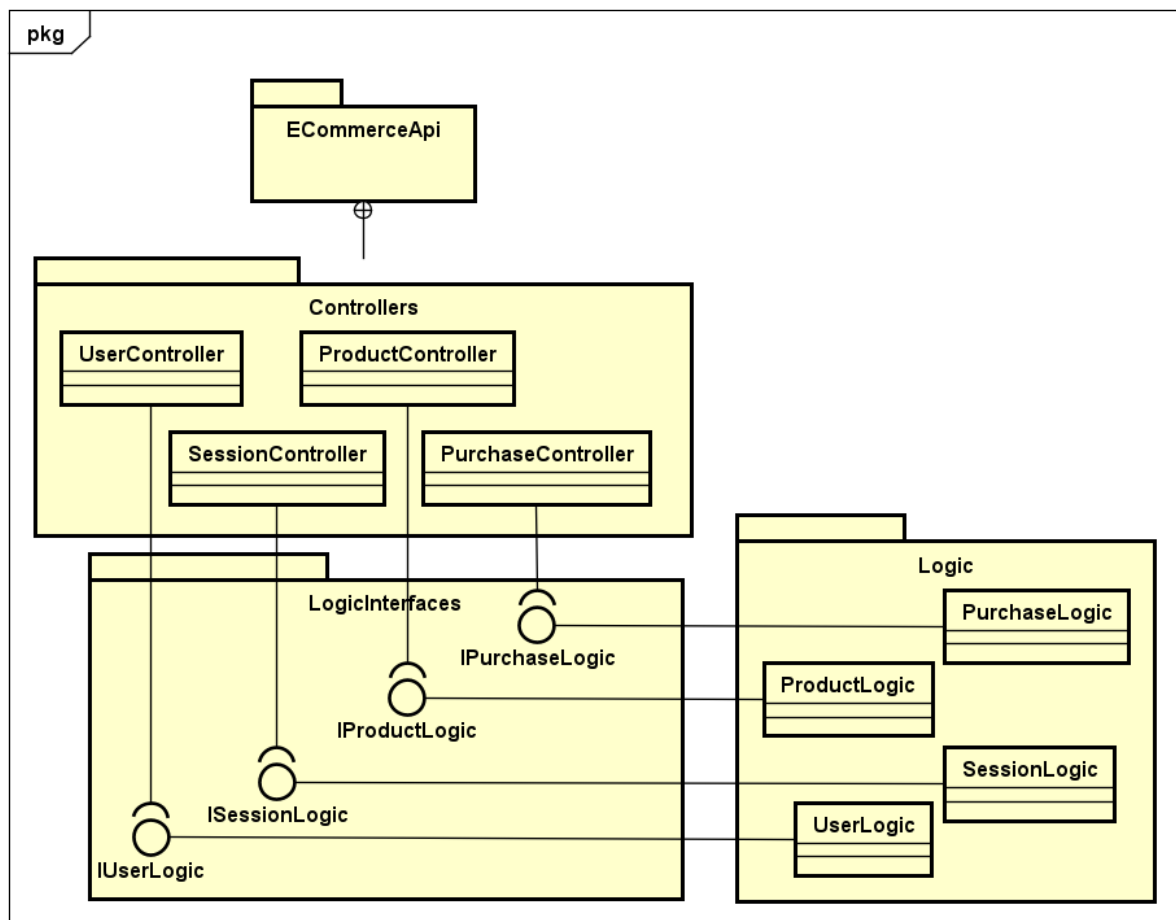 pkg
ECommerceApi
Controllers
UserController
ProductController
SessionController
PurchaseController
LogicInterfaces
IPurchaseLogic
IProductLogic
ISessionLogic
IUserLogic
Logic
PurchaseLogic
ProductLogic
SessionLogic
UserLogic